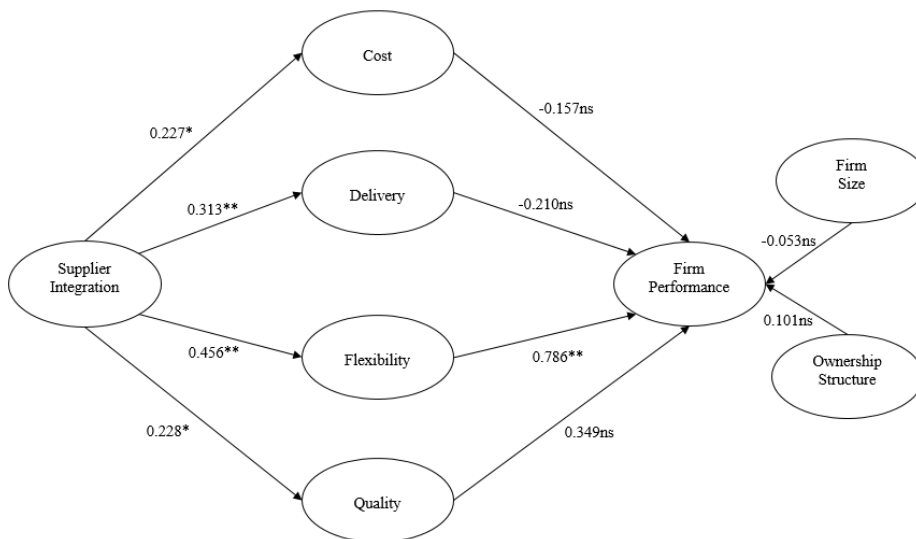 Cost
-0.157ns
0.227*
Firm
Size
Delivery
0.313**
-0.210ns
-0.053ns
Supplier
Integration
Firm
Performance
0.101ns
0.456**
Flexibility
0.786**
Ownership
Structure
0.228*
0.349ns
Quality